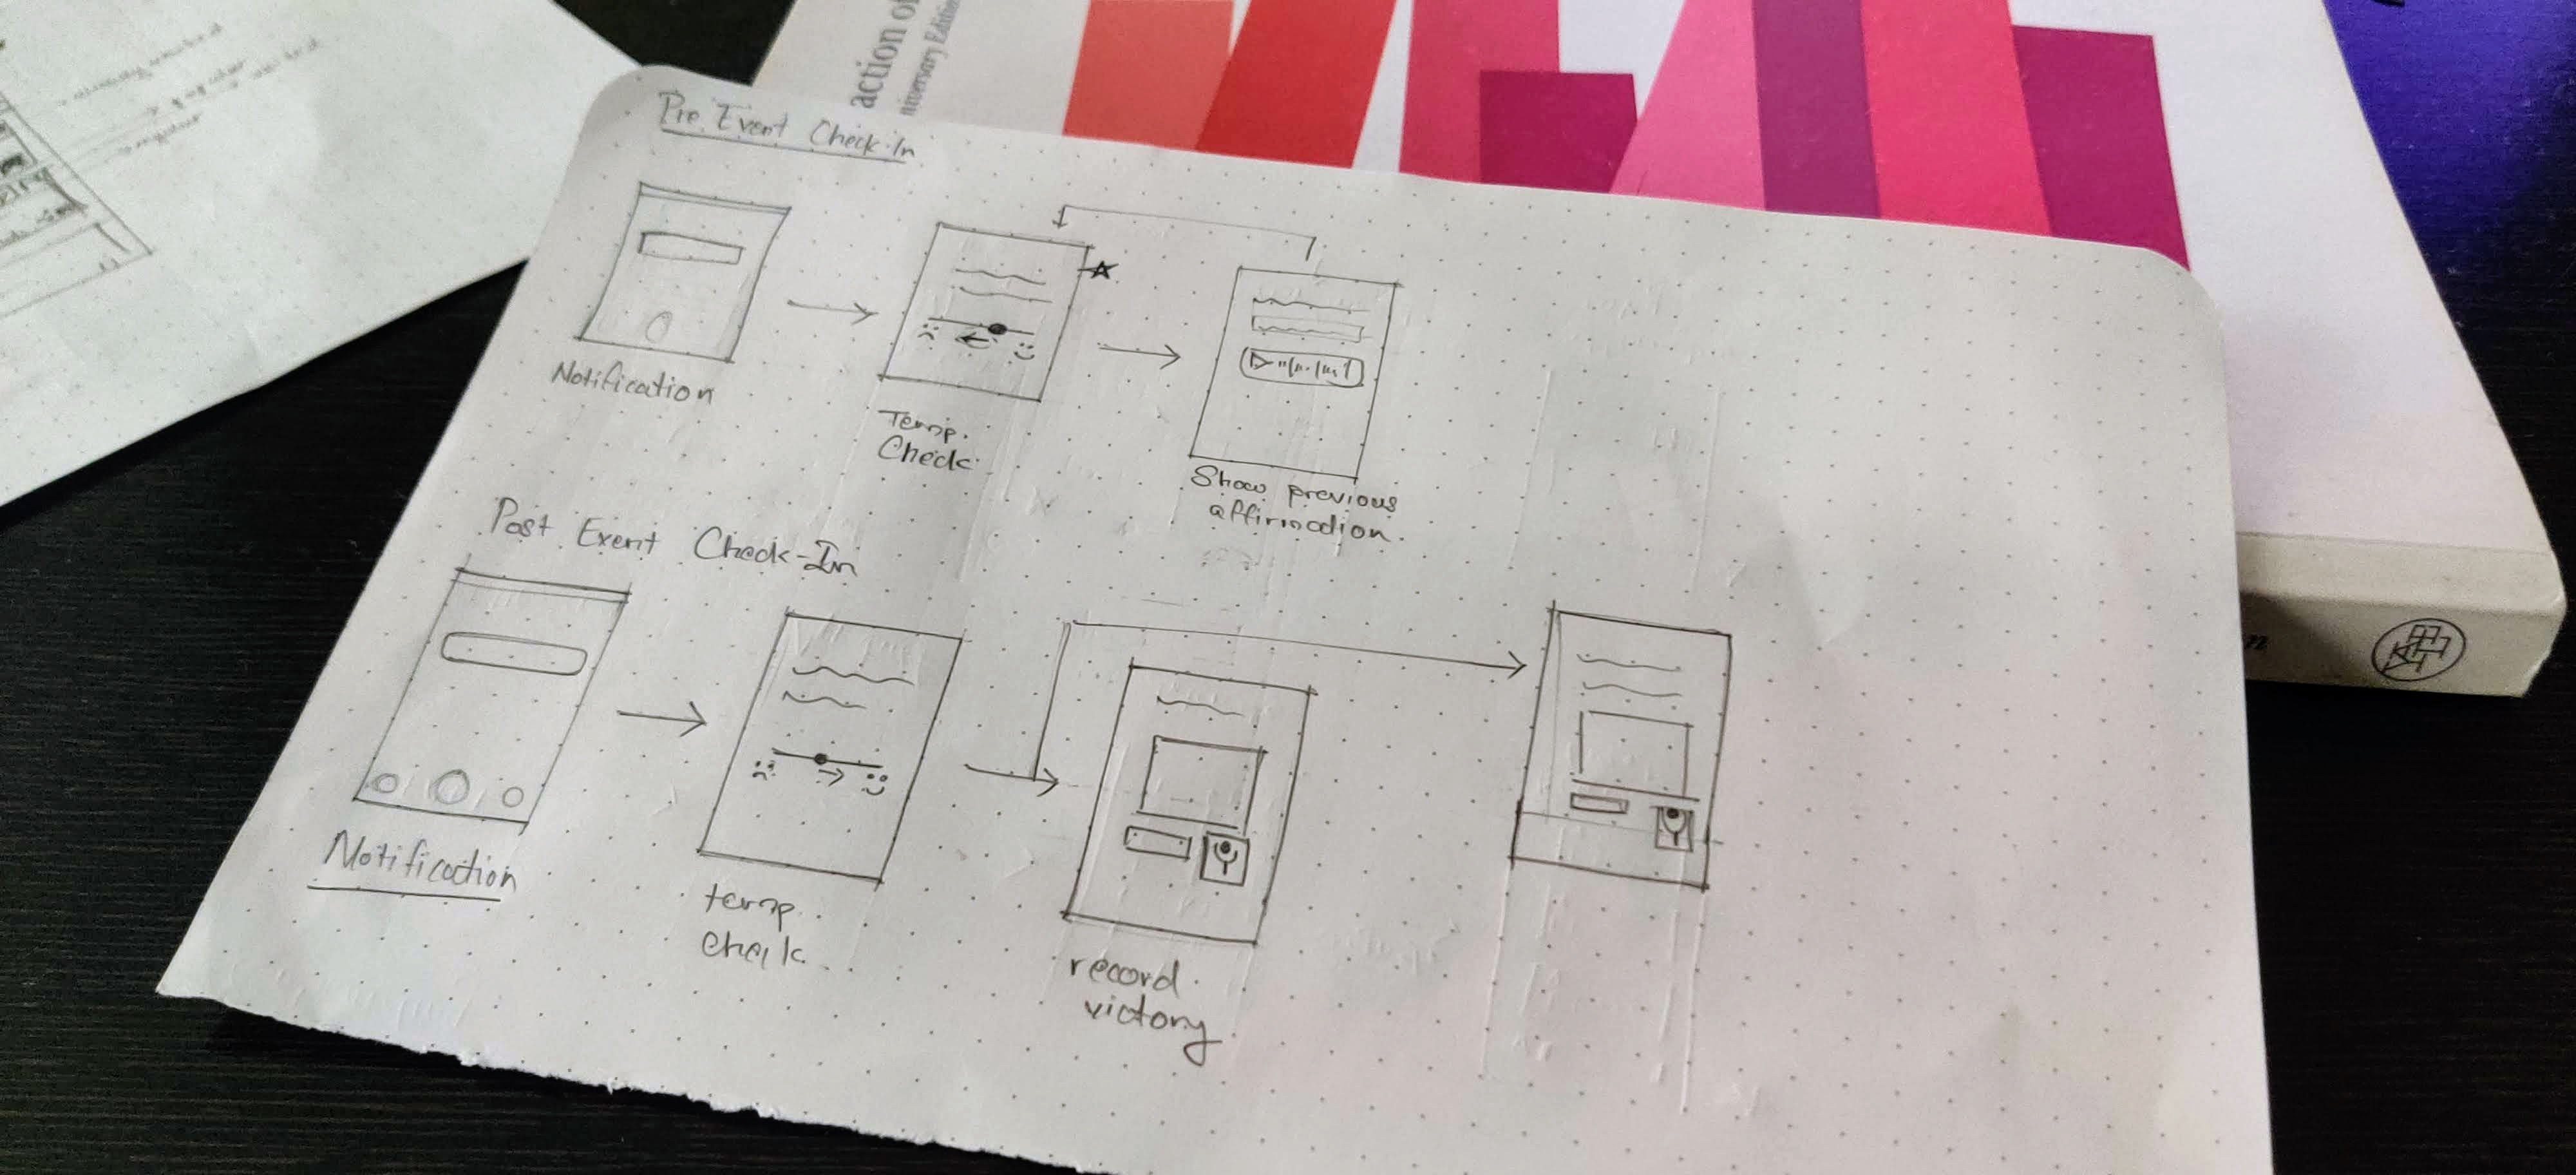 action of
niversary Edition
Pre Event Check-In
Notification
Temp.
Check
Show previous
affirmation.
Post Event Check-In
Notification
temp.
check
record
victory